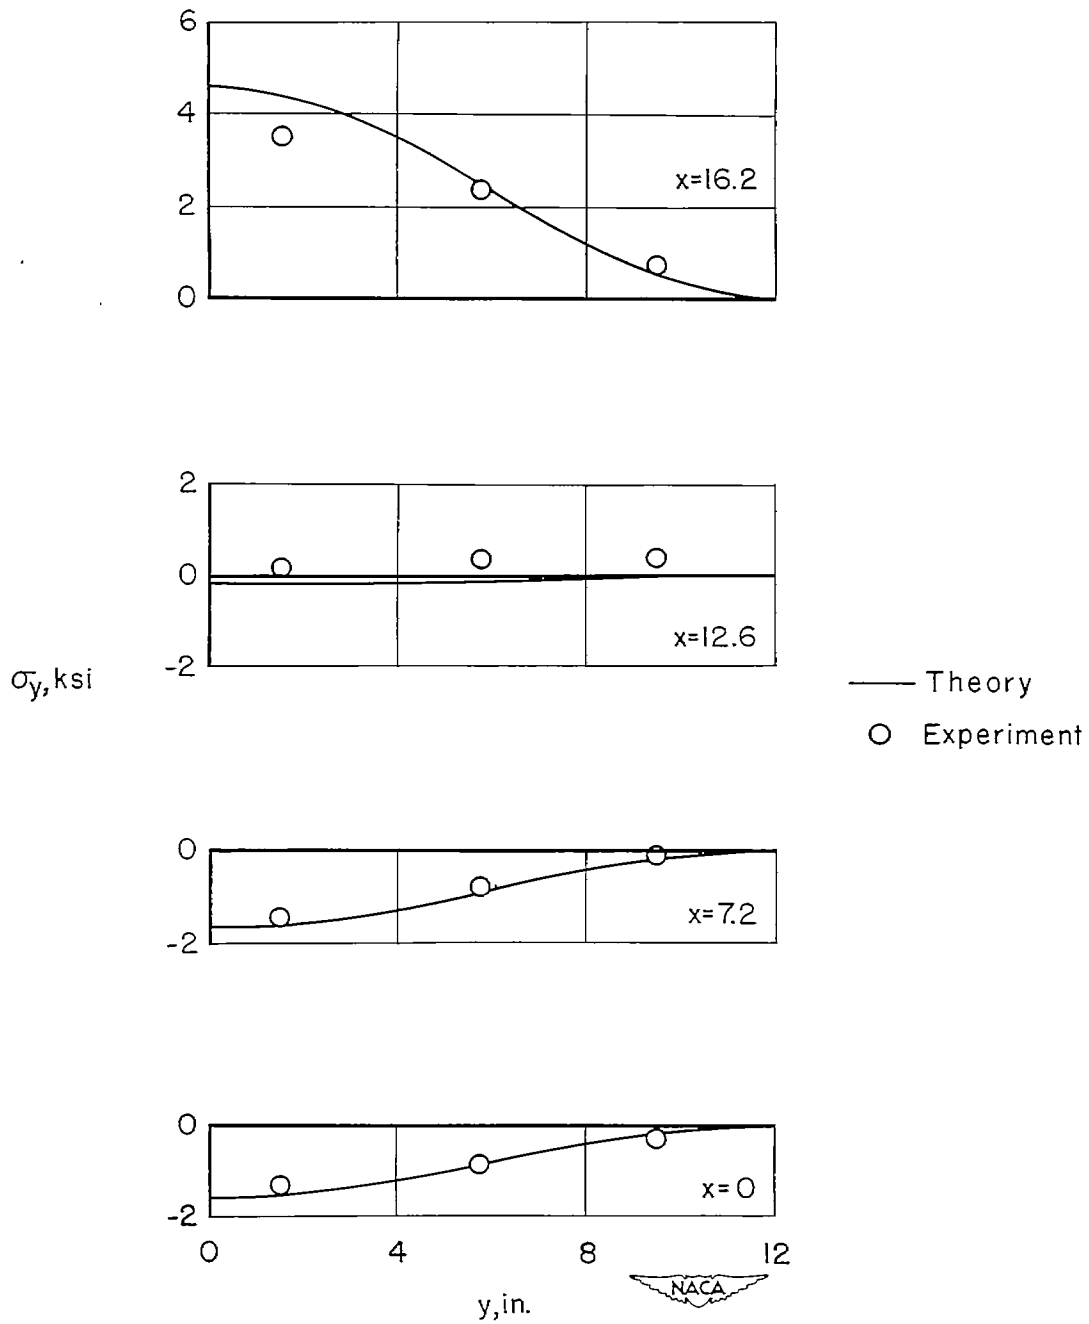 6
4
x=16.2
2
0
2
0
x=12.6
-2
σy, ksi
Theory
Experiment
0
x=7.2
-2
0
x=0
-2
0 4 8 12
NACA
y, in.